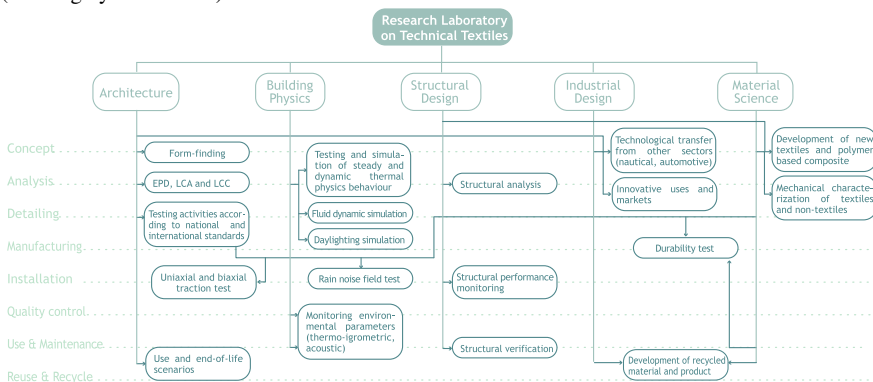 Research Laboratory
on Technical Textiles
Architecture
Building
Physics
Structural
Design
Industrial
Design
Material
Science
Concept
Analysis
Detailing
Manufacturing
Installation
Quality control
Use & Maintenance
Reuse & Recycle
Form-finding
EPD, LCA and LCC
Testing activities accor-
ding to national and
international standards
Uniaxial and biaxial
traction test
Use and end-of-life
scenarios
Testing and simula-
tion of steady and
dynamic thermal
physics behaviour
Fluid dynamic simulation
Daylighting simulation
Rain noise field test
Monitoring environ-
mental parameters
(thermo-igrometric,
acoustic)
Structural analysis
Structural performance
monitoring
Structural verification
Technological transfer
from other sectors
(nautical, automotive)
Innovative uses and
markets
Durability test
Development of recycled
material and product
Development of new
textiles and polymer
based composite
Mechanical characte-
rization of textiles
and non-textiles